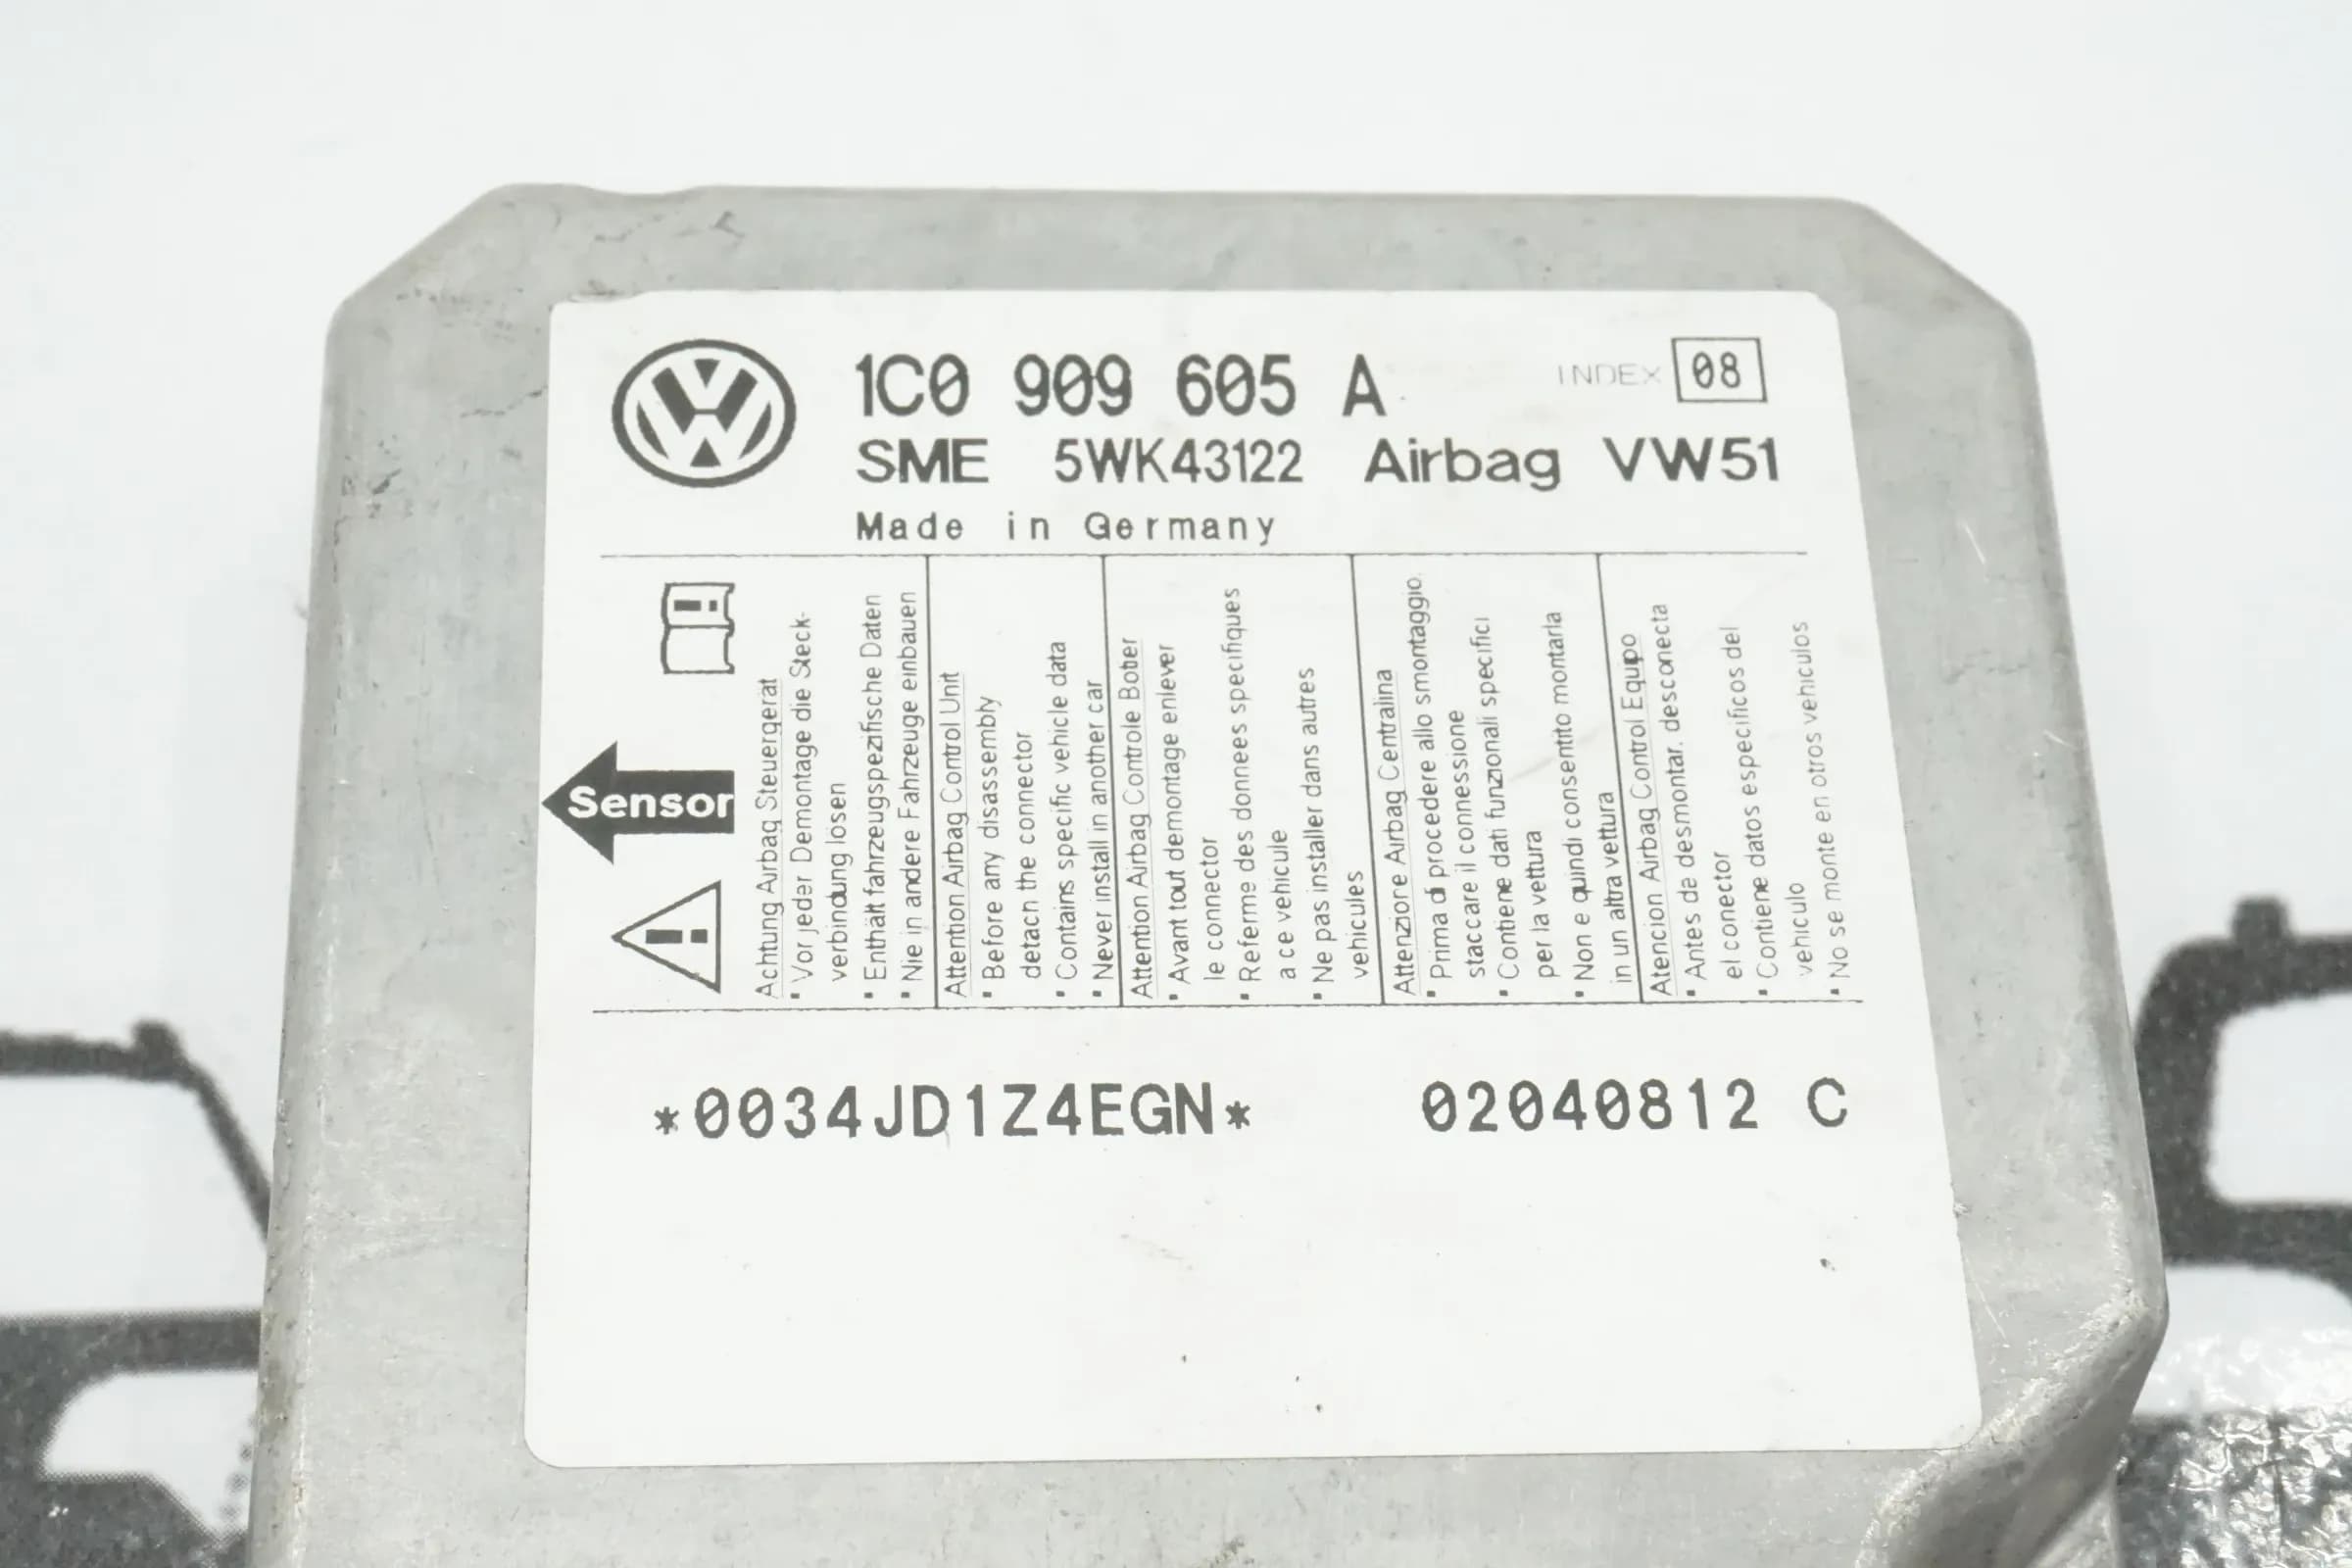 1C0 909 605 A INDEX 08
SME 5WK43122 Airbag VW51
Made in Germany
Sensor
Achtung Airbag Steuergerat
▪ Vor jeder Demontage die Steck-
verbindung losen
▪ Enthält fahrzeugspezifische Daten
▪ Nie in andere Fahrzeuge einbauen
Attention Airbag Control Unit
▪ Before any disassembly
detach the connector
▪ Contains specific vehicle data
▪ Never install in another car
Attention Airbag Controle Boitier
▪ Avant tout demontage enlever
le connector
▪ Referme des donnees specifiques
a ce vehicule
▪ Ne pas installer dans autres
vehicules
Attenzione Airbag Centralina
▪ Prima di procedere allo smontaggio,
staccare il connessione
▪ Contiene dati funzionali specifici
per la vettura
▪ Non e quindi consentito montarla
in un altra vettura
Atencion Airbag Control Equipo
▪ Antes de desmontar, desconecta
el conector
▪ Contiene datos especificos del
vehiculo
▪ No se monte en otros vehiculos
*0034JD1Z4EGN* 02040812 C